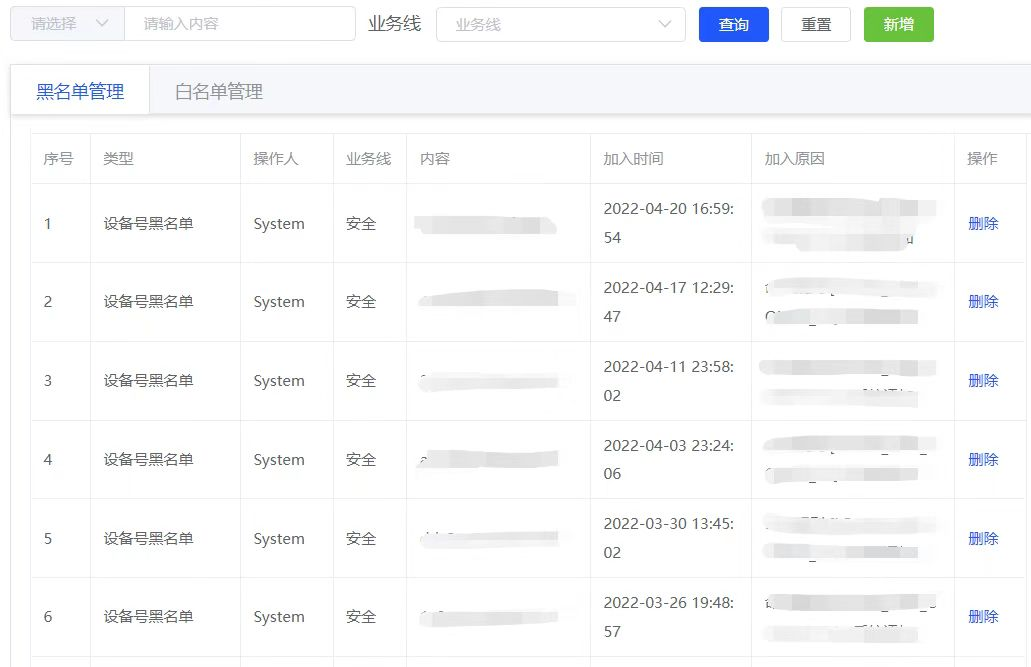 请选择 请输入内容 业务线 业务线 查询 重置 新增
黑名单管理 白名单管理
序号 类型 操作人 业务线 内容 加入时间 加入原因 操作
1 设备号黑名单 System 安全 2022-04-20 16:59: 删除
54
2 设备号黑名单 System 安全 2022-04-17 12:29: 删除
47
3 设备号黑名单 System 安全 2022-04-11 23:58: 删除
02
4 设备号黑名单 System 安全 2022-04-03 23:24: 删除
06
5 设备号黑名单 System 安全 2022-03-30 13:45: 删除
02
6 设备号黑名单 System 安全 2022-03-26 19:48: 删除
57